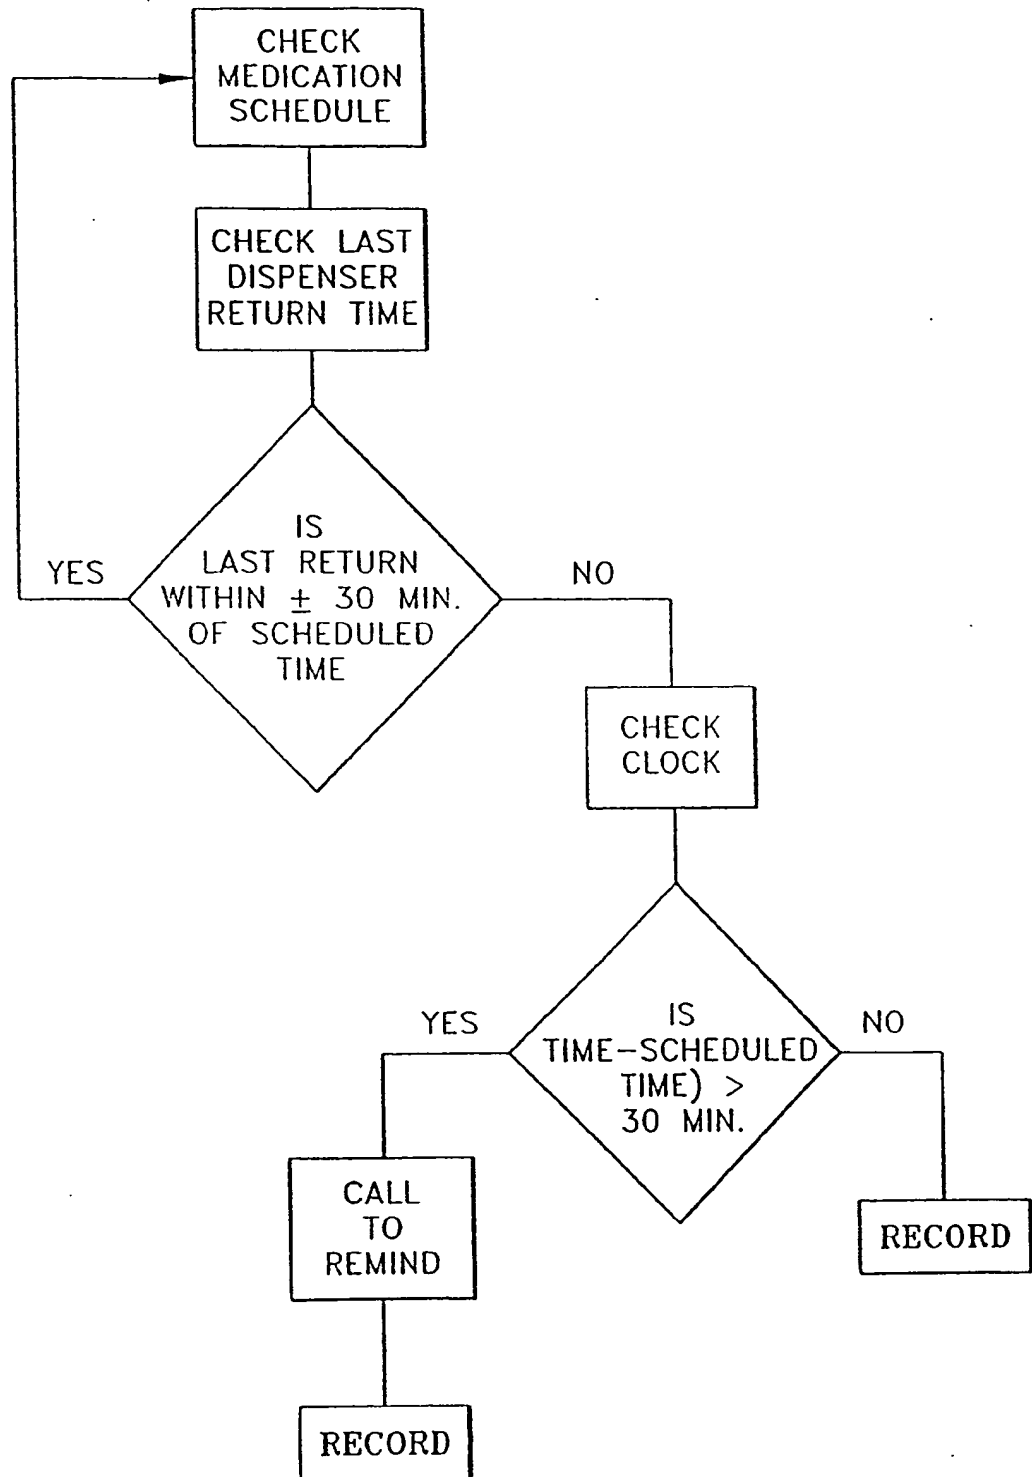 CHECK
MEDICATION
SCHEDULE
CHECK LAST
DISPENSER
RETURN TIME
IS
LAST RETURN
WITHIN ± 30 MIN.
OF SCHEDULED
TIME
YES
NO
CHECK
CLOCK
IS
TIME-SCHEDULED
TIME) >
30 MIN.
YES
NO
CALL
TO
REMIND
RECORD
RECORD